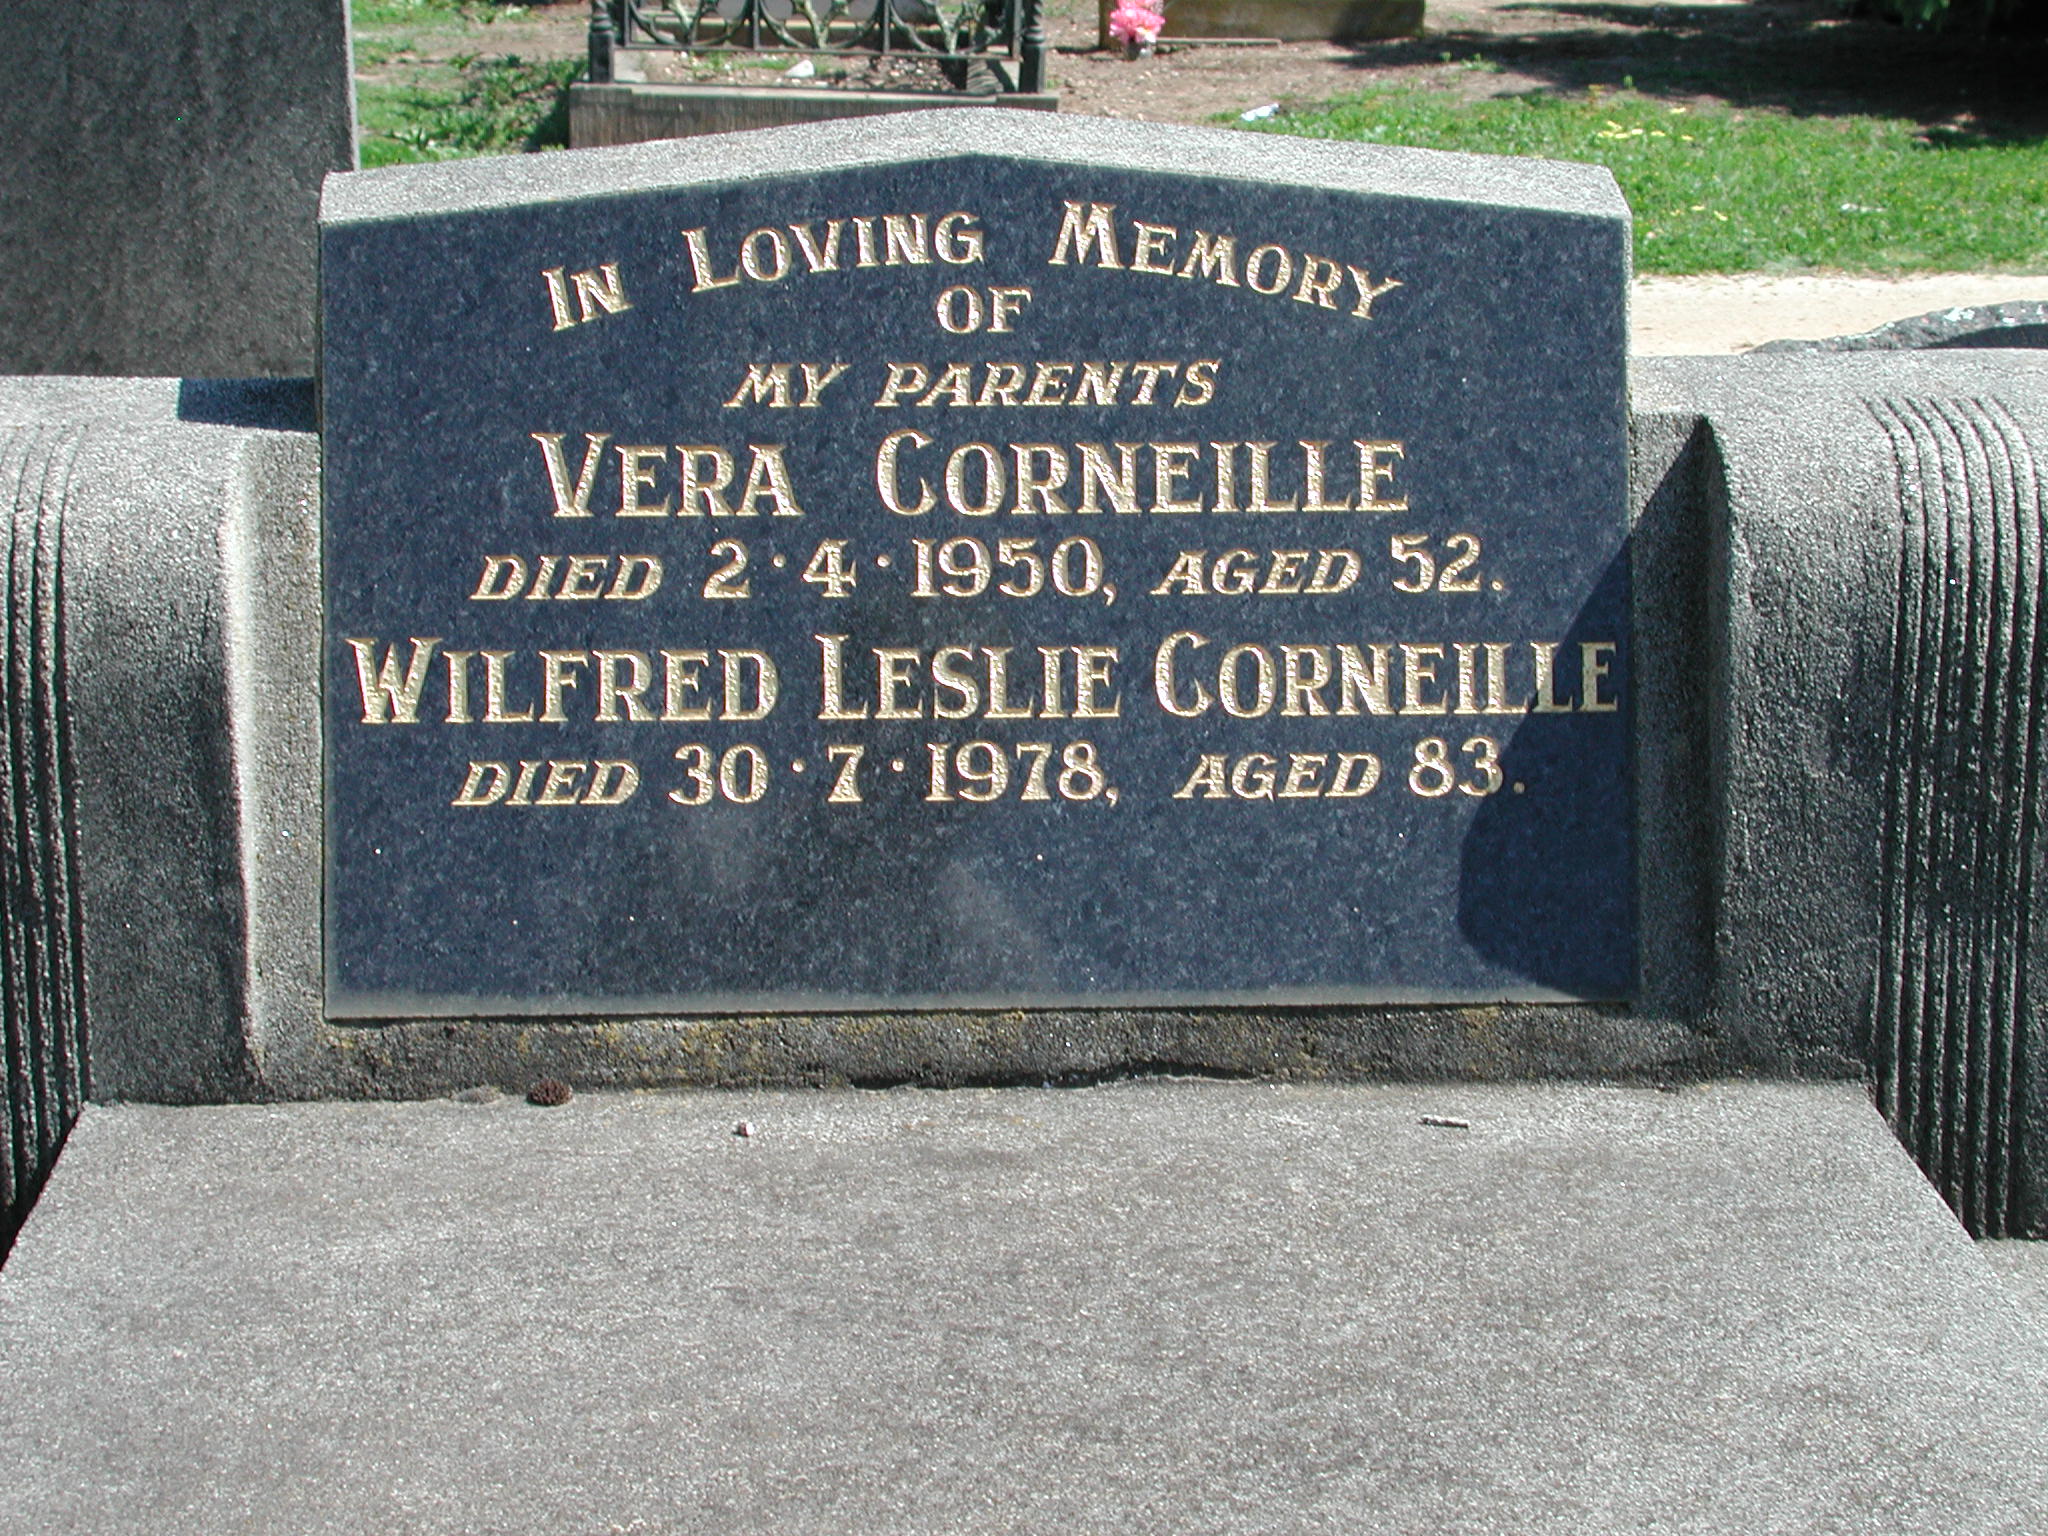 IN LOVING MEMORY
OF
MY PARENTS
VERA CORNEILLE
DIED 2·4·1950, AGED 52.
WILFRED LESLIE CORNEILLE
DIED 30·7·1978, AGED 83.